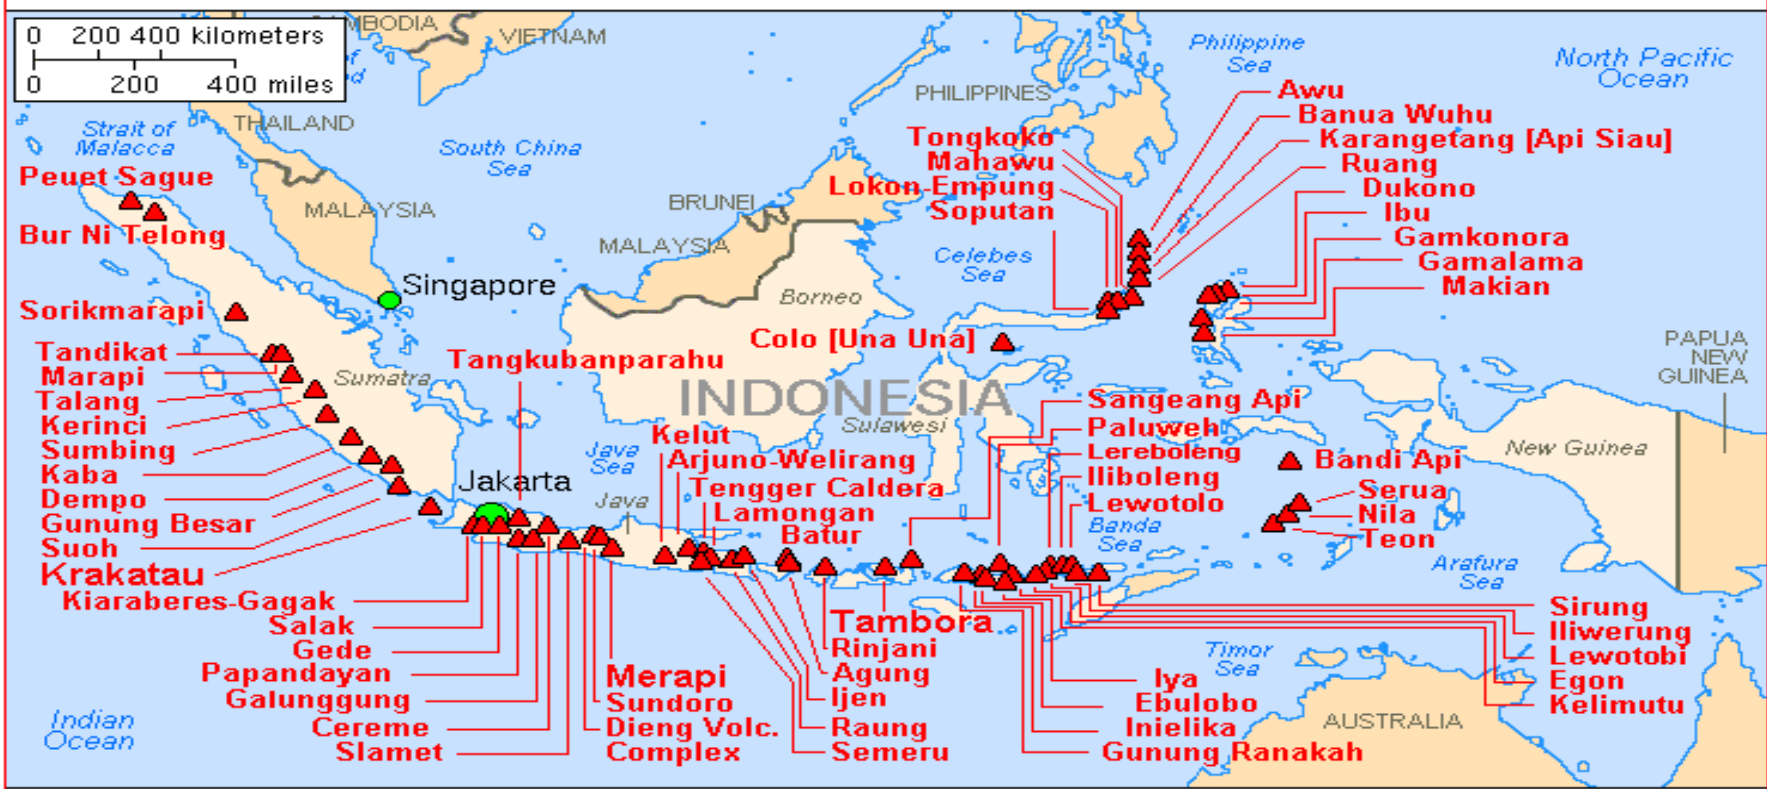 0 200 400 kilometers
0 200 400 miles
MBODIA
VIETNAM
of
d
THAILAND
Strait of
Malacca
South China
Sea
PHILIPPINES
Philippine
Sea
North Pacific
Ocean
Peuet Sague
Bur Ni Telong
MALAYSIA
Singapore
BRUNEI
MALAYSIA
Borneo
Celebes
Sea
Tongkoko
Mahawu
Lokon-Empung
Soputan
Awu
Banua Wuhu
Karangetang [Api Siau]
Ruang
Dukono
Ibu
Gamkonora
Gamalama
Makian
Colo [Una Una]
Sorikmarapi
Tandikat
Marapi
Talang
Kerinci
Sumbing
Kaba
Dempo
Gunung Besar
Suoh
Krakatau
Sumatra
Tangkubanparahu
INDONESIA
Sulawesi
Java
Sea
Jakarta
Java
Kelut
Arjuno-Welirang
Tengger Caldera
Lamongan
Batur
Sangeang Api
Paluweh
Lereboleng
Iliboleng
Lewotolo
Banda
Sea
PAPUA
NEW
GUINEA
New Guinea
Bandi Api
Serua
Nila
Teon
Arafura
Sea
Kiaraberes-Gagak
Salak
Gede
Papandayan
Galunggung
Cereme
Slamet
Merapi
Sundoro
Dieng Volc.
Complex
Tambora
Rinjani
Agung
Ijen
Raung
Semeru
Iya
Ebulobo
Inielika
Gunung Ranakah
Sirung
Iliwerung
Lewotobi
Egon
Kelimutu
Timor
Sea
AUSTRALIA
Indian
Ocean